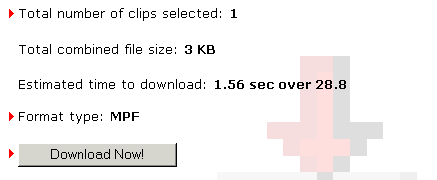 Total number of clips selected: 1
Total combined file size: 3 KB
Estimated time to download: 1.56 sec over 28.8
Format type: MPF
Download Now!